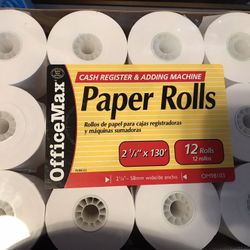 OfficeMax
CASH REGISTER & ADDING MACHINE
Paper Rolls
Rollos de papel para cajas registradoras
y máquinas sumadoras
2 1/4" x 130'
12 Rolls
12 rollos
OM98103